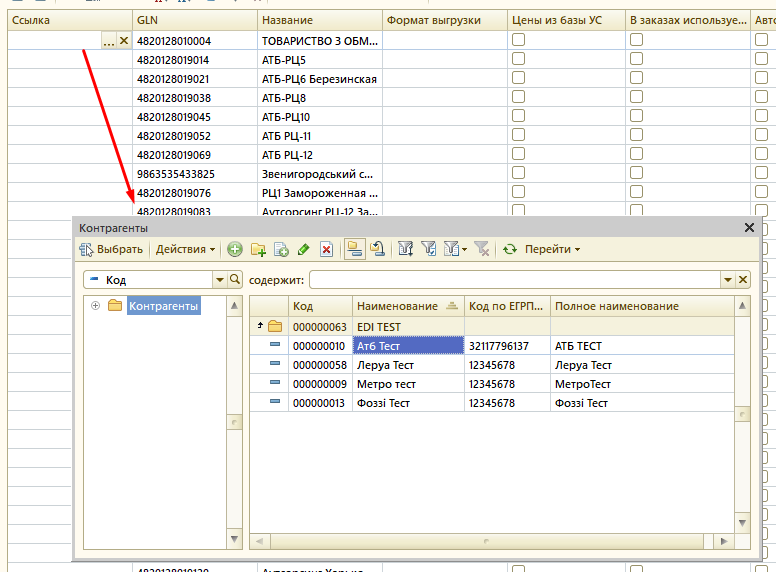 Ссылка GLN Название Формат выгрузки Цены из базы УС В заказах используе... Авто
... 4820128010004 ТОВАРИСТВО З ОБМ...
4820128019014 АТБ-РЦ5
4820128019021 АТБ-РЦ6 Березинская
4820128019038 АТБ-РЦ8
4820128019045 АТБ-РЦ10
4820128019052 АТБ РЦ-11
4820128019069 АТБ РЦ-12
9863535433825 Звенигородський с...
4820128019076 РЦ1 Замороженная ...
4820128019083 Аутсорсинг РЦ-12 За...
Контрагенты
Выбрать Действия Перейти
Код содержит:
Контрагенты
Код Наименование Код по ЕГРП... Полное наименование
000000063 EDI TEST
000000010 Атб Тест 32117796137 АТБ ТЕСТ
000000058 Леруа Тест 12345678 Леруа Тест
000000009 Метро тест 12345678 МетроТест
000000013 Фоззі Тест 12345678 Фоззі Тест